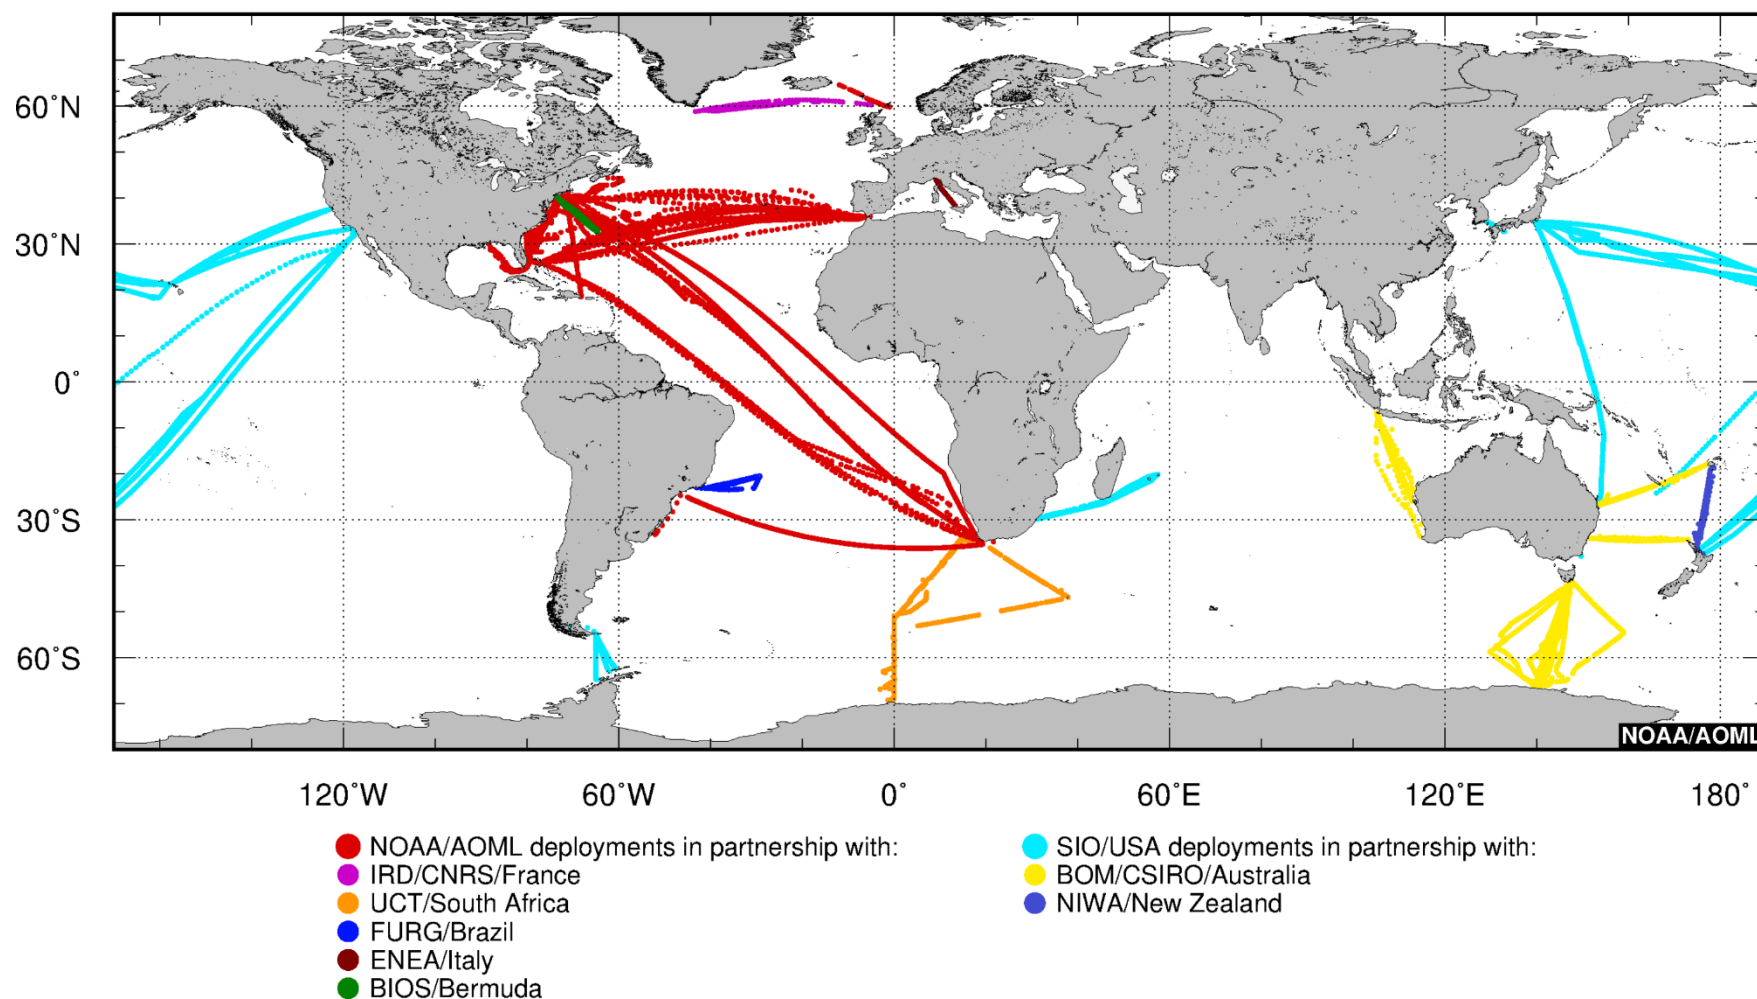 60°N
30°N
0°
30°S
60°S
NOAA/AOML
120°W
60°W
0°
60°E
120°E
180°
NOAA/AOML deployments in partnership with:
IRD/CNRS/France
UCT/South Africa
FURG/Brazil
ENEA/Italy
BIOS/Bermuda
SIO/USA deployments in partnership with:
BOM/CSIRO/Australia
NIWA/New Zealand